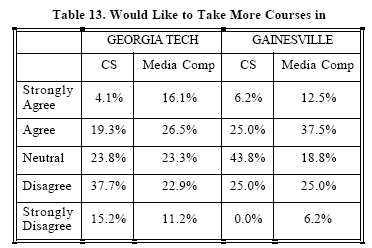 Table 13. Would Like to Take More Courses in
GEORGIA TECH GAINESVILLE
CS Media Comp CS Media Comp
Strongly
Agree 4.1% 16.1% 6.2% 12.5%
Agree 19.3% 26.5% 25.0% 37.5%
Neutral 23.8% 23.3% 43.8% 18.8%
Disagree 37.7% 22.9% 25.0% 25.0%
Strongly
Disagree 15.2% 11.2% 0.0% 6.2%